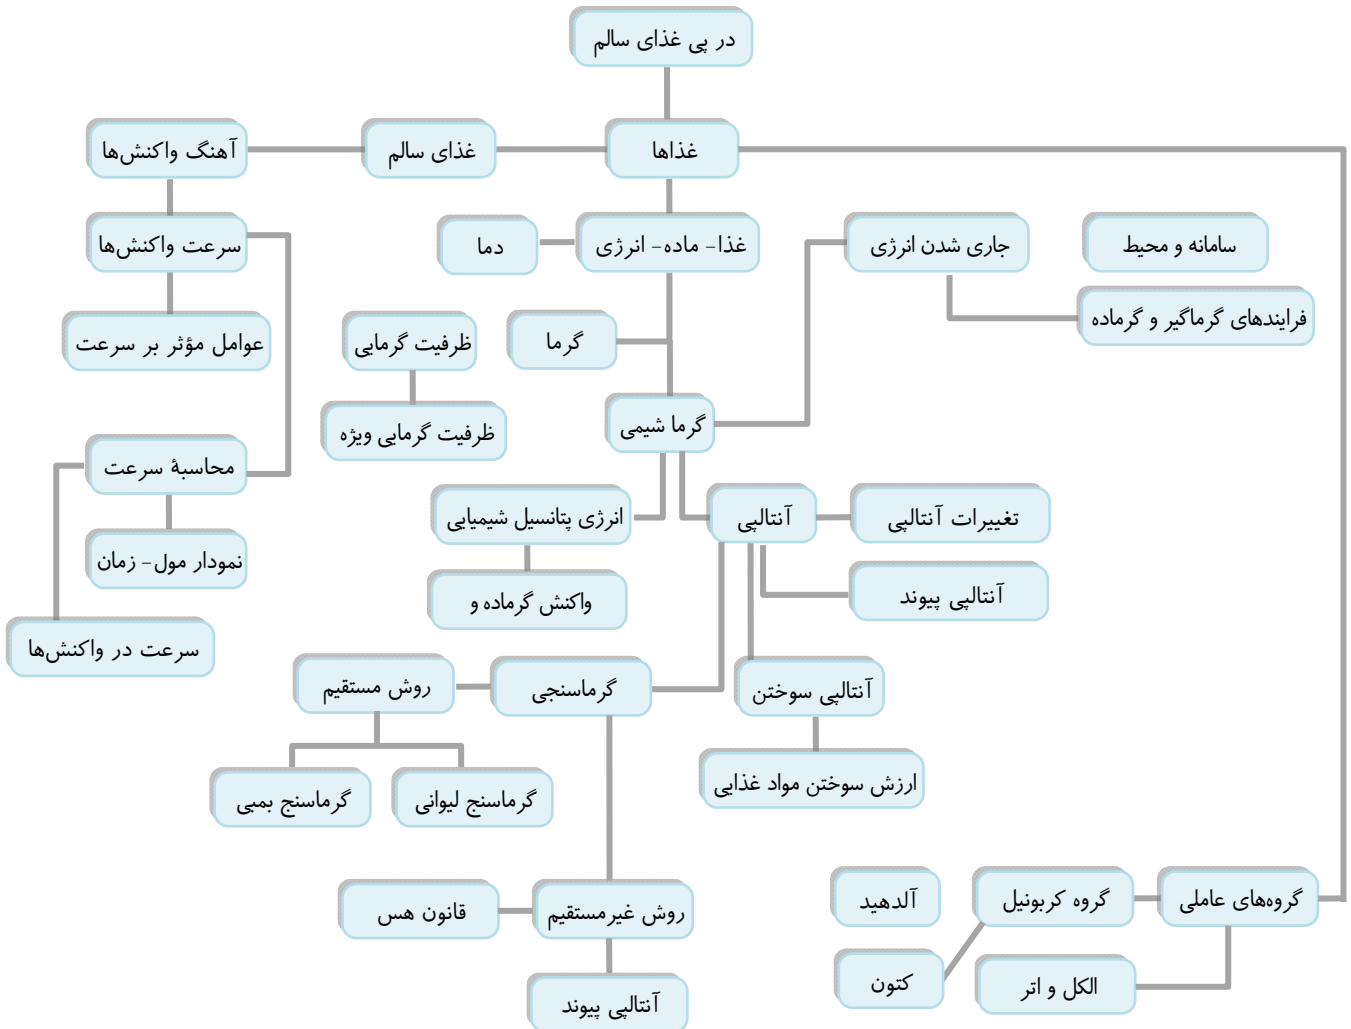 در پی غذای سالم
غذاها
غذای سالم
آهنگ واکنش‌ها
سرعت واکنش‌ها
عوامل مؤثر بر سرعت
محاسبهٔ سرعت
نمودار مول- زمان
سرعت در واکنش‌ها
غذا- ماده- انرژی
دما
گرما
ظرفیت گرمایی
ظرفیت گرمایی ویژه
گرما شیمی
جاری شدن انرژی
سامانه و محیط
فرایندهای گرماگیر و گرماده
آنتالپی
تغییرات آنتالپی
آنتالپی پیوند
انرژی پتانسیل شیمیایی
واکنش گرماده و
آنتالپی سوختن
ارزش سوختن مواد غذایی
گرماسنجی
روش مستقیم
گرماسنج لیوانی
گرماسنج بمبی
روش غیرمستقیم
قانون هس
آنتالپی پیوند
گروه‌های عاملی
گروه کربونیل
آلدهید
کتون
الکل و اتر